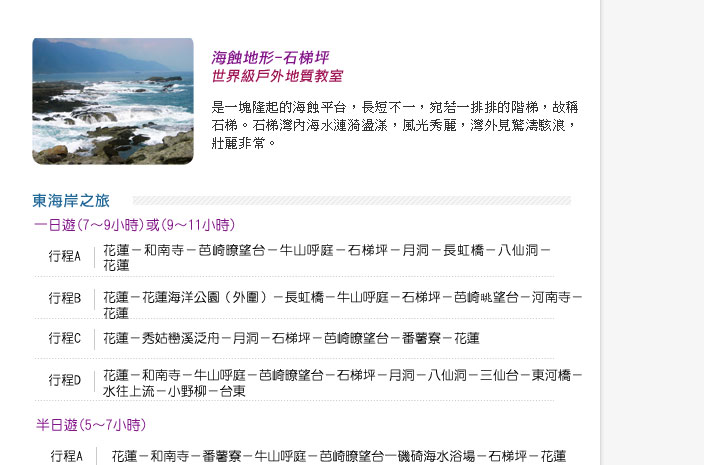 海蝕地形-石梯坪
世界級戶外地質教室
是一塊隆起的海蝕平台，長短不一，宛若一排排的階梯，故稱
石梯。石梯灣內海水漣漪盪漾，風光秀麗，灣外見驚濤駭浪，
壯麗非常。
東海岸之旅
一日遊(7～9小時)或(9～11小時)
行程A 花蓮－和南寺－芭崎瞭望台－牛山呼庭－石梯坪－月洞－長虹橋－八仙洞－
花蓮
行程B 花蓮－花蓮海洋公園（外圍）－長虹橋－牛山呼庭－石梯坪－芭崎眺望台－河南寺－
花蓮
行程C 花蓮－秀姑巒溪泛舟－月洞－石梯坪－芭崎瞭望台－番薯寮－花蓮
行程D 花蓮－和南寺－牛山呼庭－芭崎瞭望台－石梯坪－月洞－八仙洞－三仙台－東河橋－
水往上流－小野柳－台東
半日遊(5～7小時)
行程A 花蓮－和南寺－番薯寮－牛山呼庭－芭崎瞭望台─磯碕海水浴場－石梯坪－花蓮